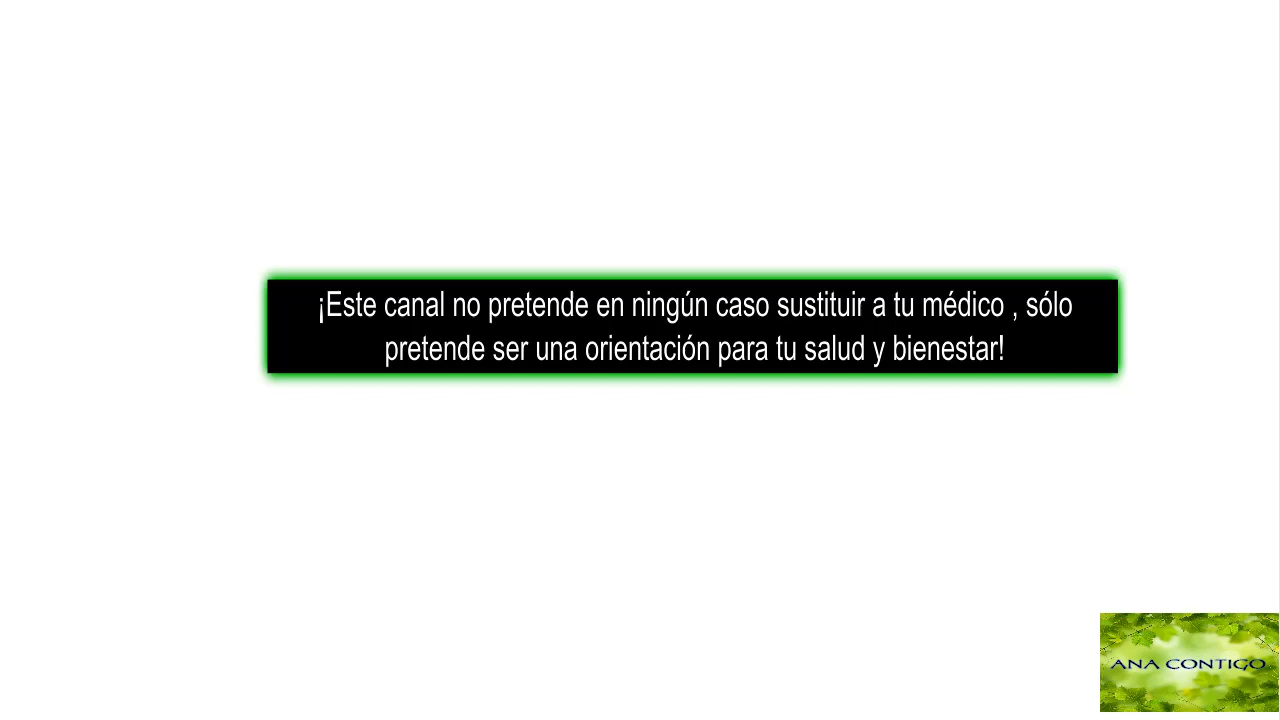 ¡Este canal no pretende en ningún caso sustituir a tu médico , sólo
pretende ser una orientación para tu salud y bienestar!
ANA CONTIGO